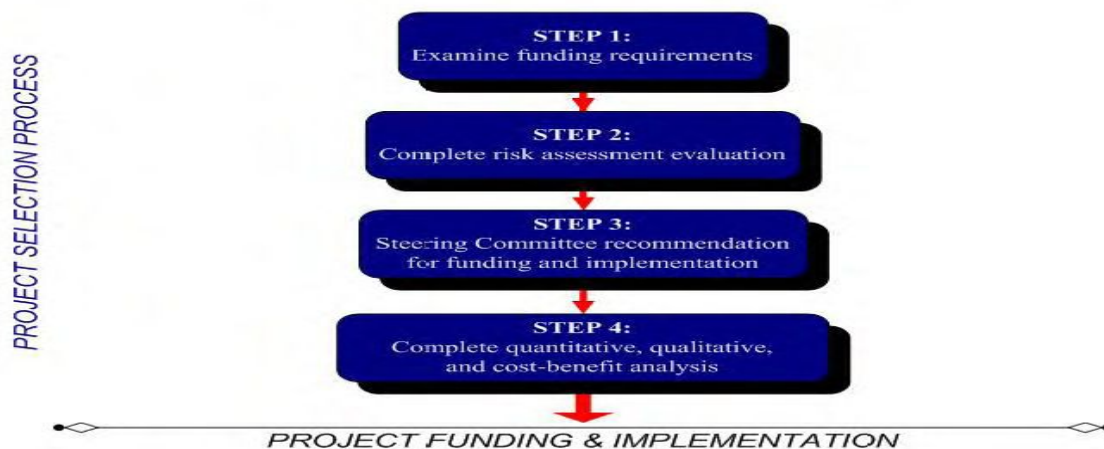 PROJECT SELECTION PROCESS
STEP 1:
Examine funding requirements
STEP 2:
Complete risk assessment evaluation
STEP 3:
Steering Committee recommendation
for funding and implementation
STEP 4:
Complete quantitative, qualitative,
and cost-benefit analysis
PROJECT FUNDING & IMPLEMENTATION